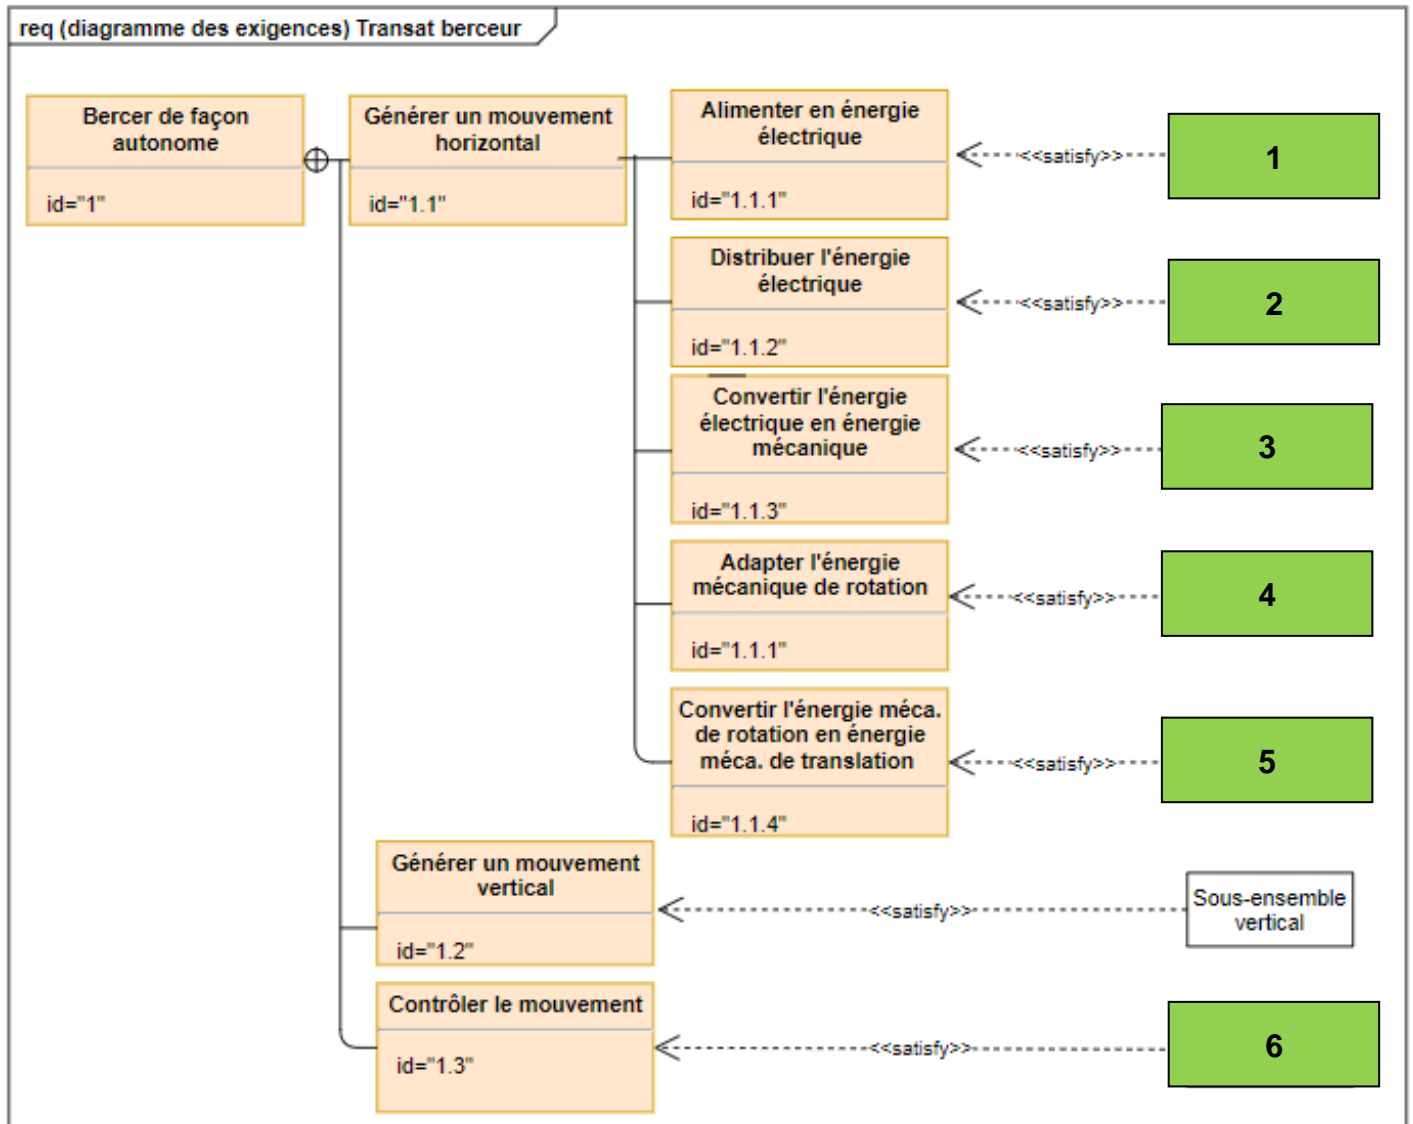 req (diagramme des exigences) Transat berceur
Bercer de façon
autonome
id="1"
Générer un mouvement
horizontal
id="1.1"
Alimenter en énergie
électrique
id="1.1.1"
<<satisfy>>
1
Distribuer l'énergie
électrique
id="1.1.2"
<<satisfy>>
2
Convertir l'énergie
électrique en énergie
mécanique
id="1.1.3"
<<satisfy>>
3
Adapter l'énergie
mécanique de rotation
id="1.1.1"
<<satisfy>>
4
Convertir l'énergie méca.
de rotation en énergie
méca. de translation
id="1.1.4"
<<satisfy>>
5
Générer un mouvement
vertical
id="1.2"
<<satisfy>>
Sous-ensemble
vertical
Contrôler le mouvement
id="1.3"
<<satisfy>>
6